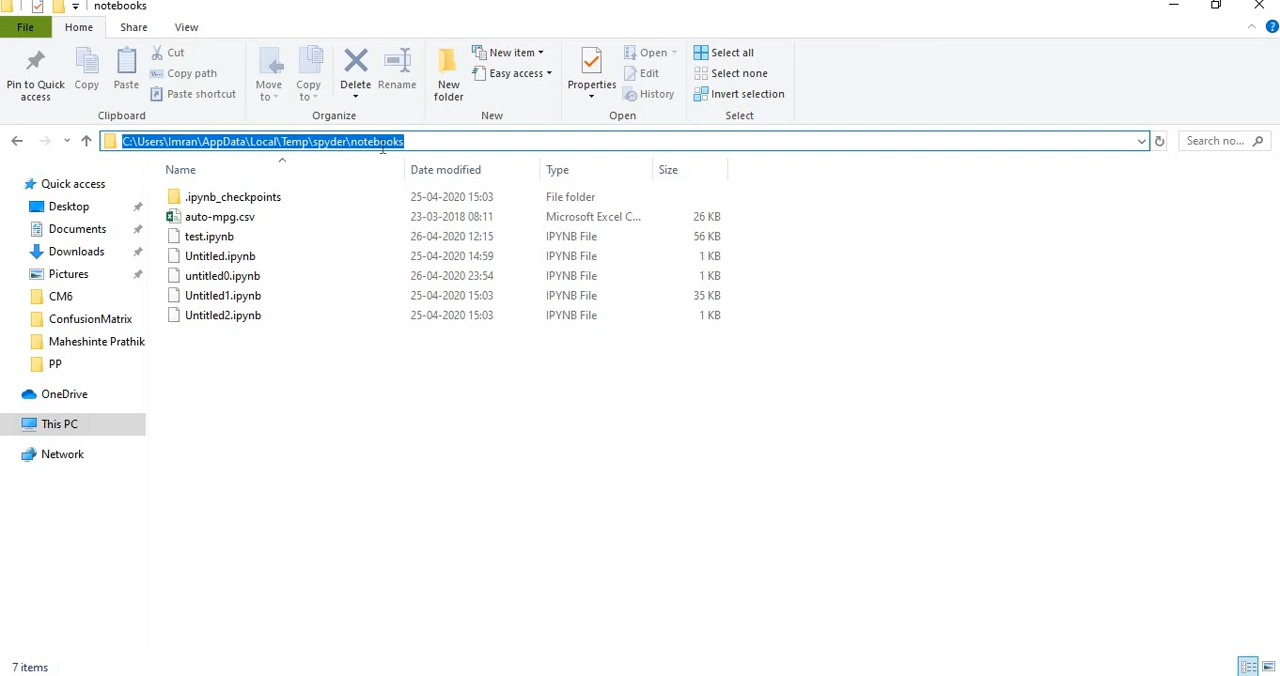 notebooks
File Home Share View
Pin to Quick access
Copy
Paste
Cut
Copy path
Paste shortcut
Clipboard
Move to
Copy to
Delete
Rename
Organize
New folder
New item
Easy access
New
Properties
Open
Edit
History
Open
Select all
Select none
Invert selection
Select
C:\Users\Imran\AppData\Local\Temp\spyder\notebooks
Search no...
Quick access
Desktop
Documents
Downloads
Pictures
CM6
ConfusionMatrix
Maheshinte Prathik
PP
OneDrive
This PC
Network
Name Date modified Type Size
.ipynb_checkpoints 25-04-2020 15:03 File folder
auto-mpg.csv 23-03-2018 08:11 Microsoft Excel C... 26 KB
test.ipynb 26-04-2020 12:15 IPYNB File 56 KB
Untitled.ipynb 25-04-2020 14:59 IPYNB File 1 KB
untitled0.ipynb 26-04-2020 23:54 IPYNB File 1 KB
Untitled1.ipynb 25-04-2020 15:03 IPYNB File 35 KB
Untitled2.ipynb 25-04-2020 15:03 IPYNB File 1 KB
7 items